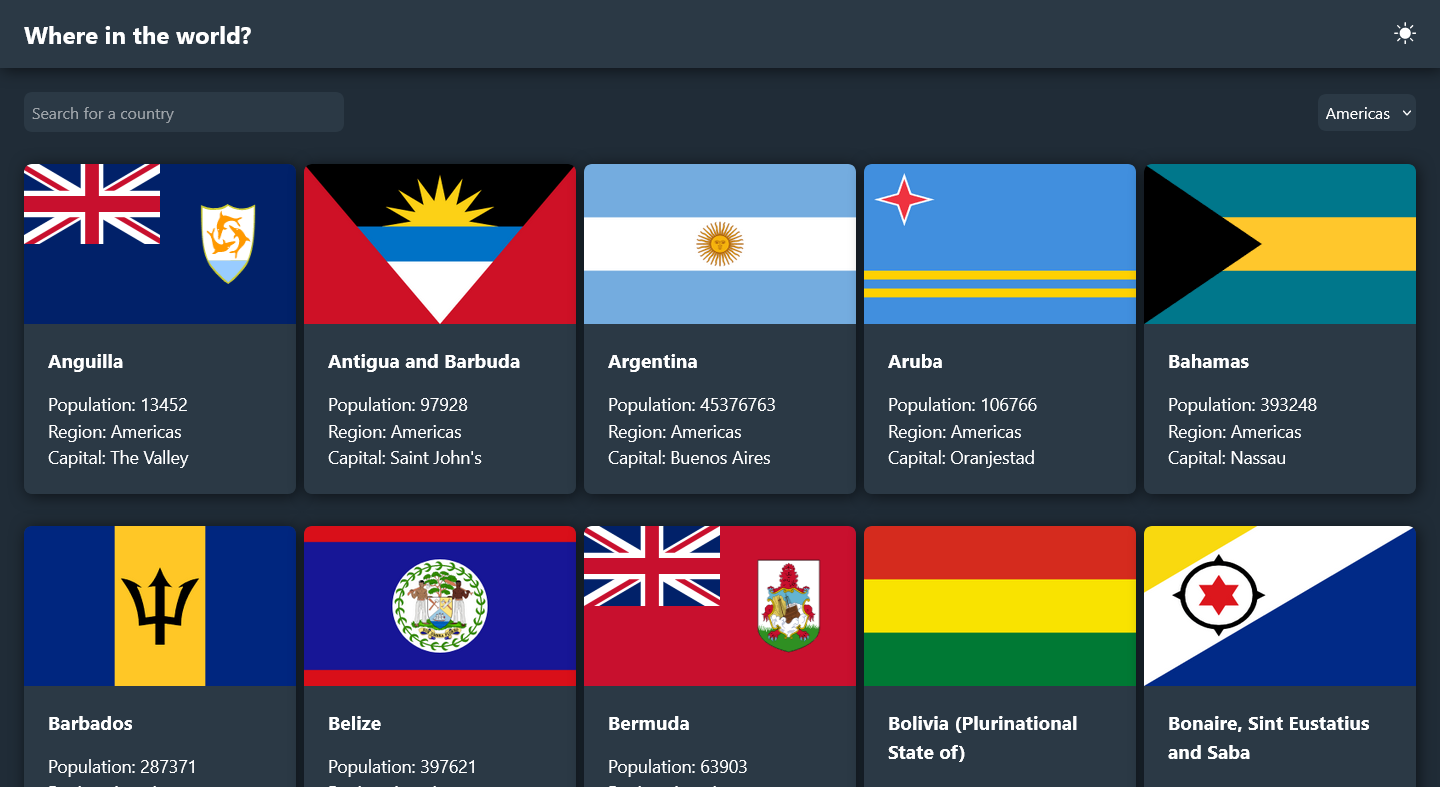 Where in the world?
Search for a country
Americas
Anguilla
Population: 13452
Region: Americas
Capital: The Valley
Antigua and Barbuda
Population: 97928
Region: Americas
Capital: Saint John's
Argentina
Population: 45376763
Region: Americas
Capital: Buenos Aires
Aruba
Population: 106766
Region: Americas
Capital: Oranjestad
Bahamas
Population: 393248
Region: Americas
Capital: Nassau
Barbados
Population: 287371
Belize
Population: 397621
Bermuda
Population: 63903
Bolivia (Plurinational
State of)
Bonaire, Sint Eustatius
and Saba